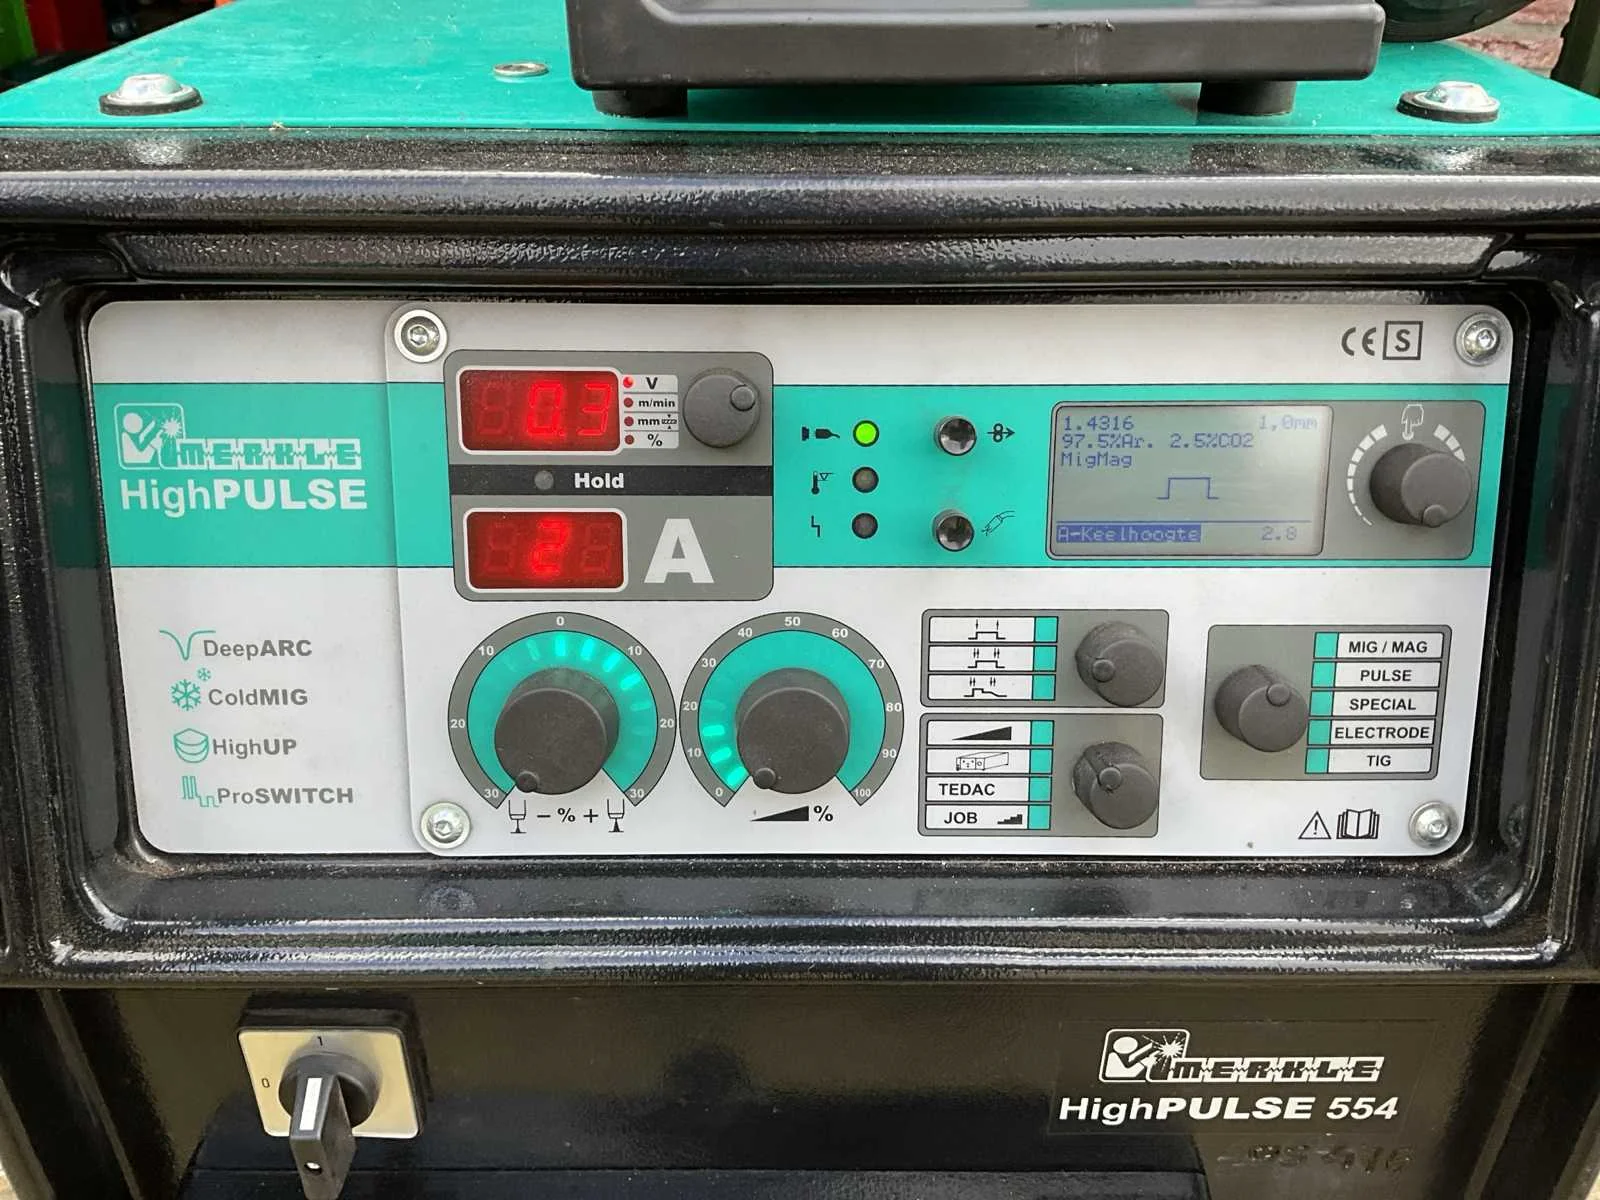 CE S
MERKLE
HighPULSE
0.3
V
m/min
mm
%
Hold
2
A
1.4316 1,0mm
97.5%Ar. 2.5%CO2
MigMag
A-Keelhoogte 2.8
DeepARC
ColdMIG
HighUP
ProSWITCH
30 20 10 0 10 20 30
- % +
0 10 20 30 40 50 60 70 80 90 100
%
TEDAC
JOB
MIG / MAG
PULSE
SPECIAL
ELECTRODE
TIG
0 1
MERKLE
HighPULSE 554